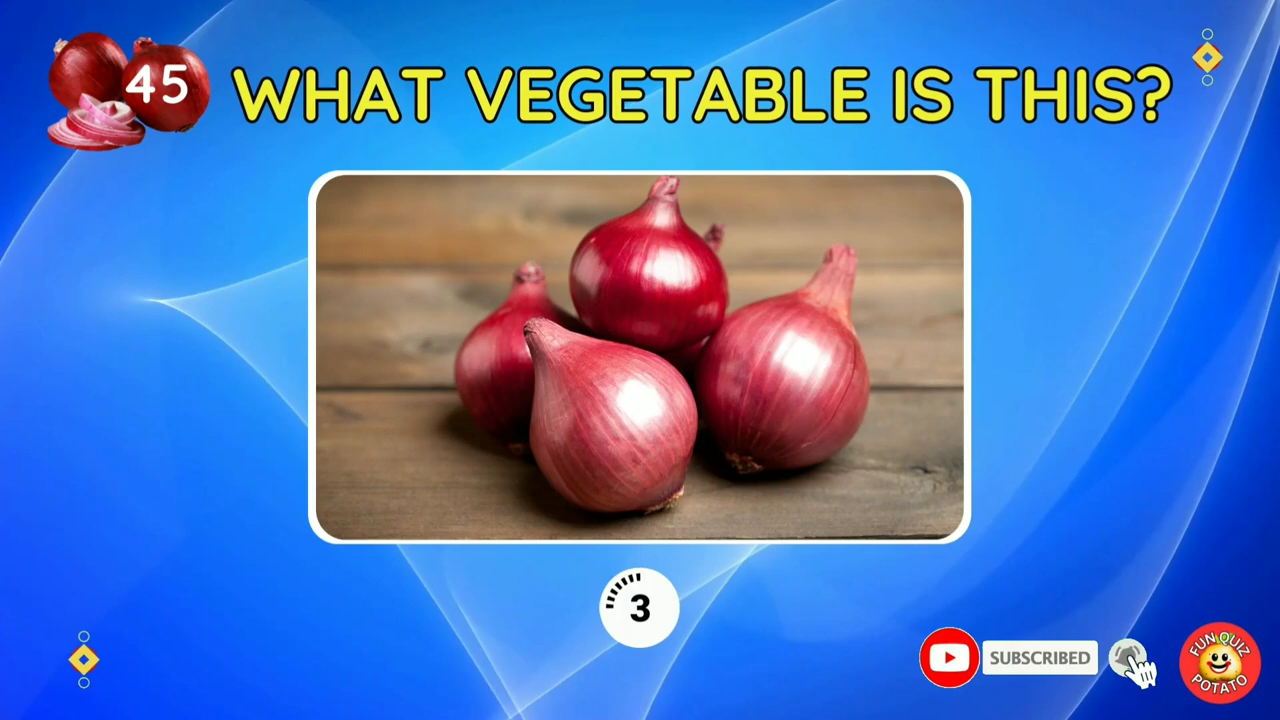 45
WHAT VEGETABLE IS THIS?
3
SUBSCRIBED
FUN QUIZ
POTATO